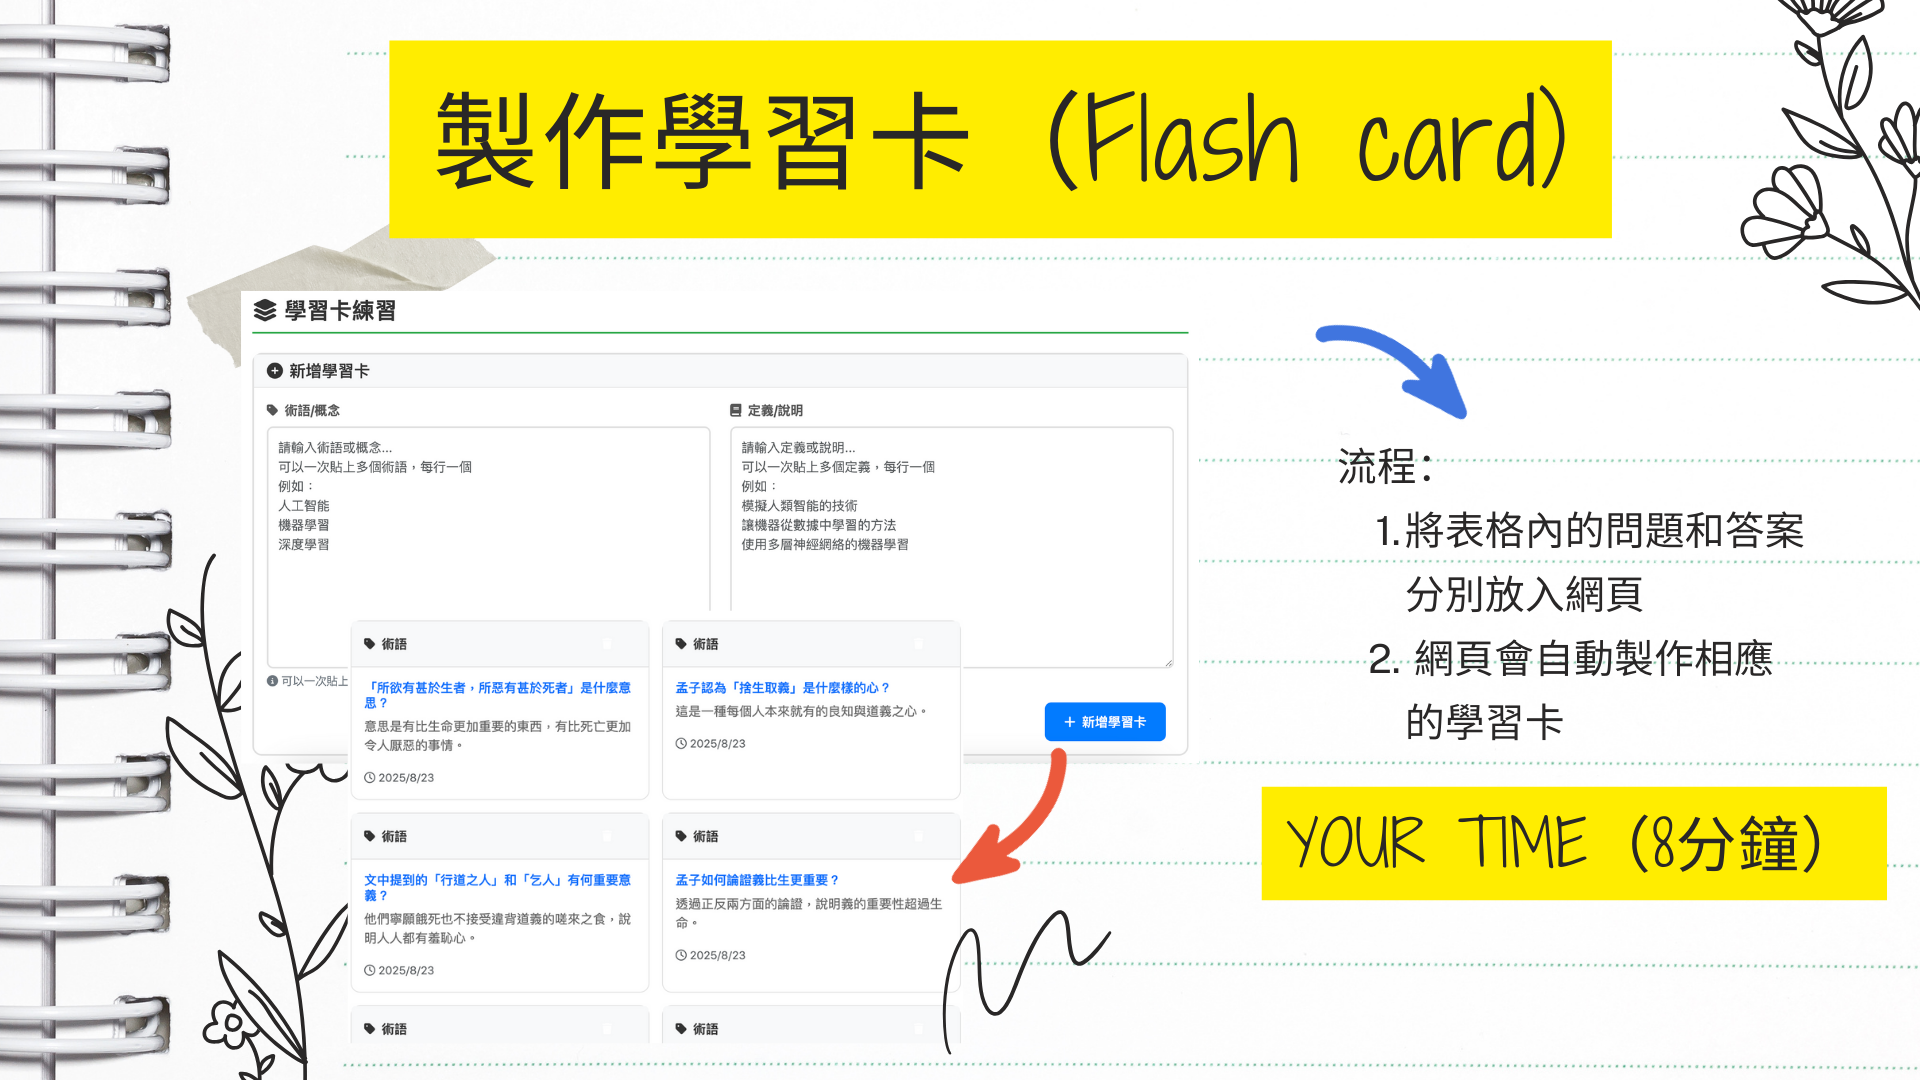 製作學習卡 (Flash card)
學習卡練習
新增學習卡
術語/概念
請輸入術語或概念...
可以一次貼上多個術語，每行一個
例如：
人工智能
機器學習
深度學習
定義/說明
請輸入定義或說明...
可以一次貼上多個定義，每行一個
例如：
模擬人類智能的技術
讓機器從數據中學習的方法
使用多層神經網絡的機器學習
可以一次貼上
+ 新增學習卡
術語
「所欲有甚於生者，所惡有甚於死者」是什麼意
思？
意思是有比生命更加重要的東西，有比死亡更加
令人厭惡的事情。
2025/8/23
術語
孟子認為「捨生取義」是什麼樣的心？
這是一種每個人本來就有的良知與道義之心。
2025/8/23
術語
文中提到的「行道之人」和「乞人」有何重要意
義？
他們寧願餓死也不接受違背道義的嗟來之食，說
明人人都有羞恥心。
2025/8/23
術語
孟子如何論證義比生更重要？
透過正反兩方面的論證，說明義的重要性超過生
命。
2025/8/23
術語
術語
流程：
1.將表格內的問題和答案
分別放入網頁
2. 網頁會自動製作相應
的學習卡
YOUR TIME (8分鐘)